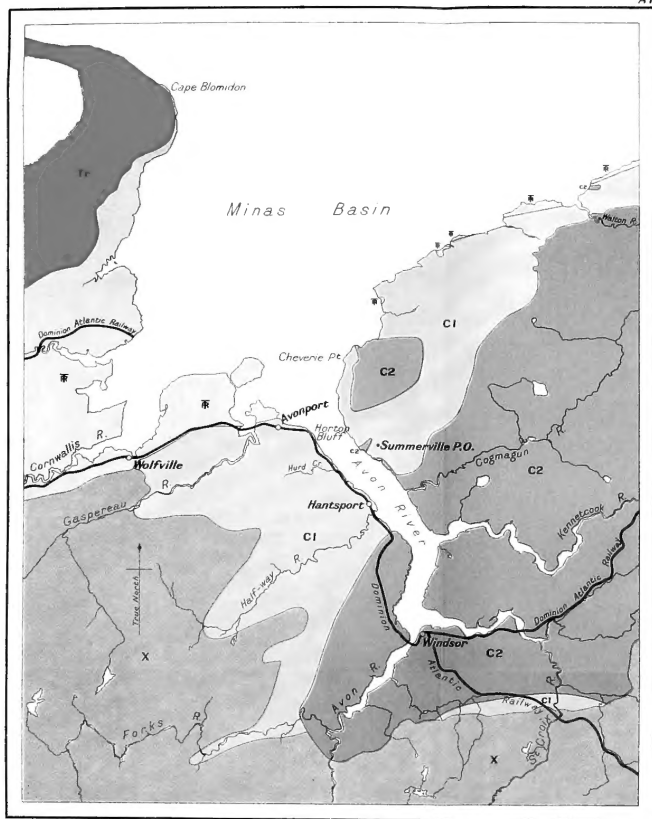 Cape Blomidon
Tr
Minas Basin
C2
Walton R.
Dominion Atlantic Railway
C1
Cheverie Pt.
C2
Avonport
Horton
Bluff
C2
Summerville P.O.
Cornwallis R.
Wolfville
Hurd Cr.
Cogmagun R.
C2
Gaspereau R.
Hantsport
Avon River
Kennetcook R.
C1
Half-way R.
True North
Dominion
Dominion Atlantic Railway
X
Windsor
C2
Avon R.
Atlantic
Railway
C1
St. Croix R.
Forks R.
X